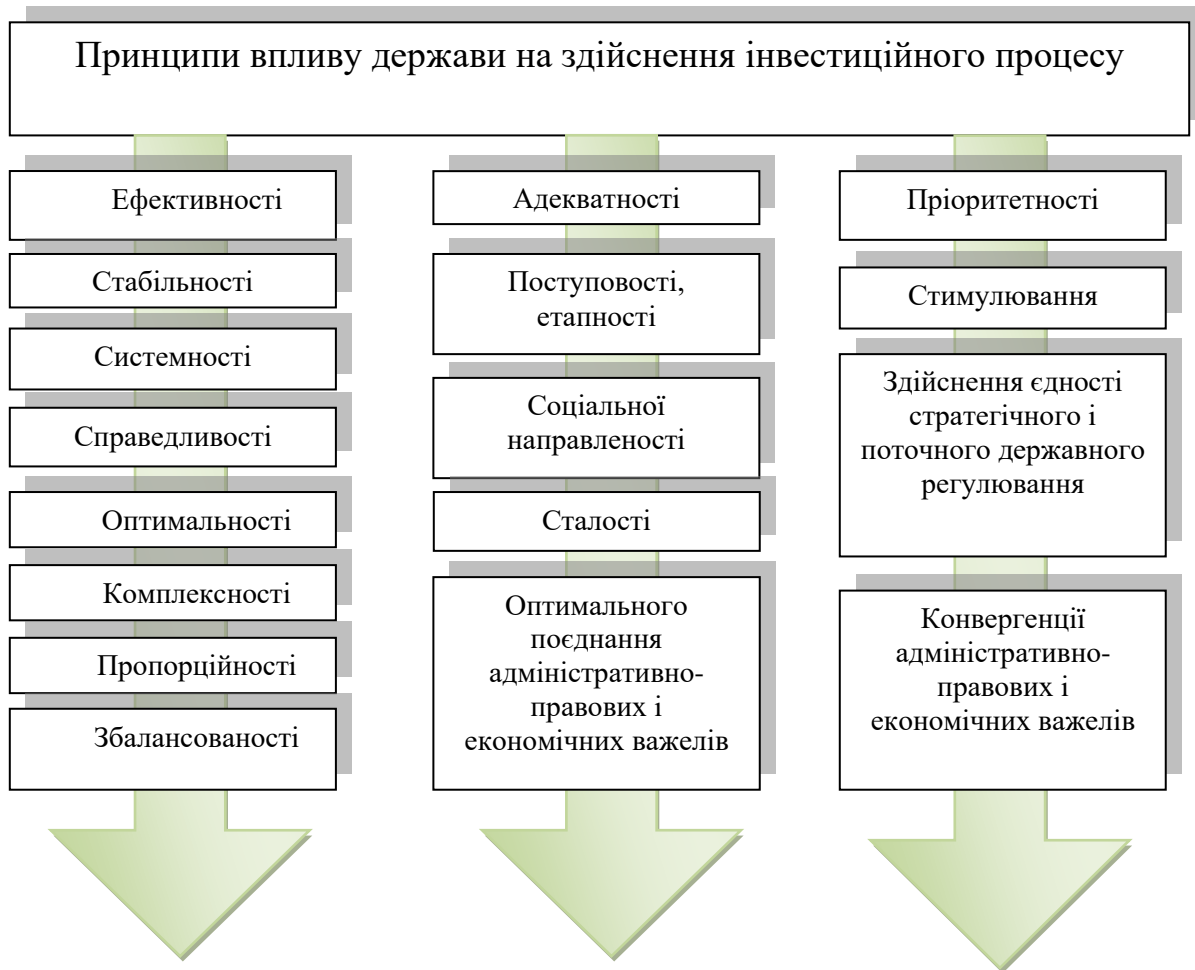 Принципи впливу держави на здійснення інвестиційного процесу
Ефективності
Стабільності
Системності
Справедливості
Оптимальності
Комплексності
Пропорційності
Збалансованості
Адекватності
Поступовості,
етапності
Соціальної
направленості
Сталості
Оптимального
поєднання
адміністративно-
правових і
економічних важелів
Пріоритетності
Стимулювання
Здійснення єдності
стратегічного і
поточного державного
регулювання
Конвергенції
адміністративно-
правових і
економічних важелів